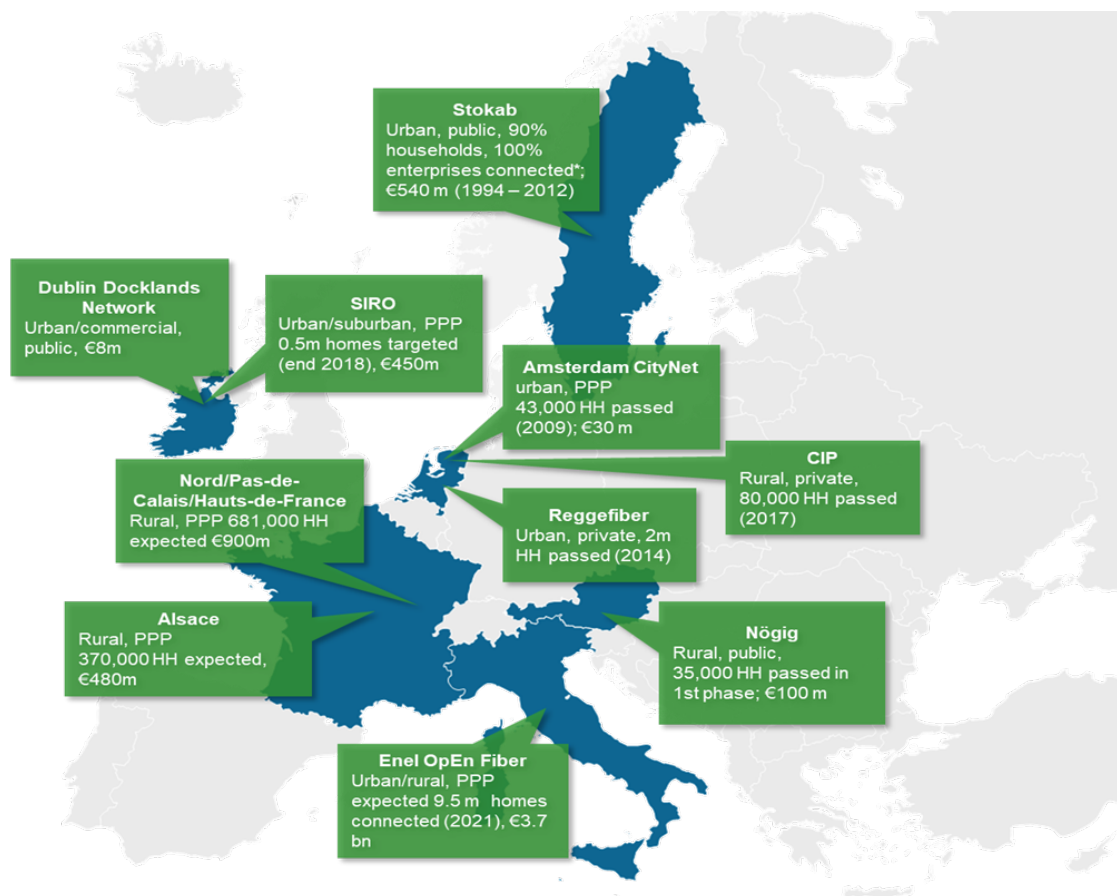 Stokab
Urban, public, 90%
households, 100%
enterprises connected*;
€540 m (1994 – 2012)
Dublin Docklands
Network
Urban/commercial,
public, €8m
SIRO
Urban/suburban, PPP
0.5m homes targeted
(end 2018), €450m
Amsterdam CityNet
urban, PPP
43,000 HH passed
(2009); €30 m
CIP
Rural, private,
80,000 HH passed
(2017)
Nord/Pas-de-
Calais/Hauts-de-France
Rural, PPP 681,000 HH
expected €900m
Reggefiber
Urban, private, 2m
HH passed (2014)
Alsace
Rural, PPP
370,000 HH expected,
€480m
Nögig
Rural, public,
35,000 HH passed in
1st phase; €100 m
Enel OpEn Fiber
Urban/rural, PPP
expected 9.5 m homes
connected (2021), €3.7
bn